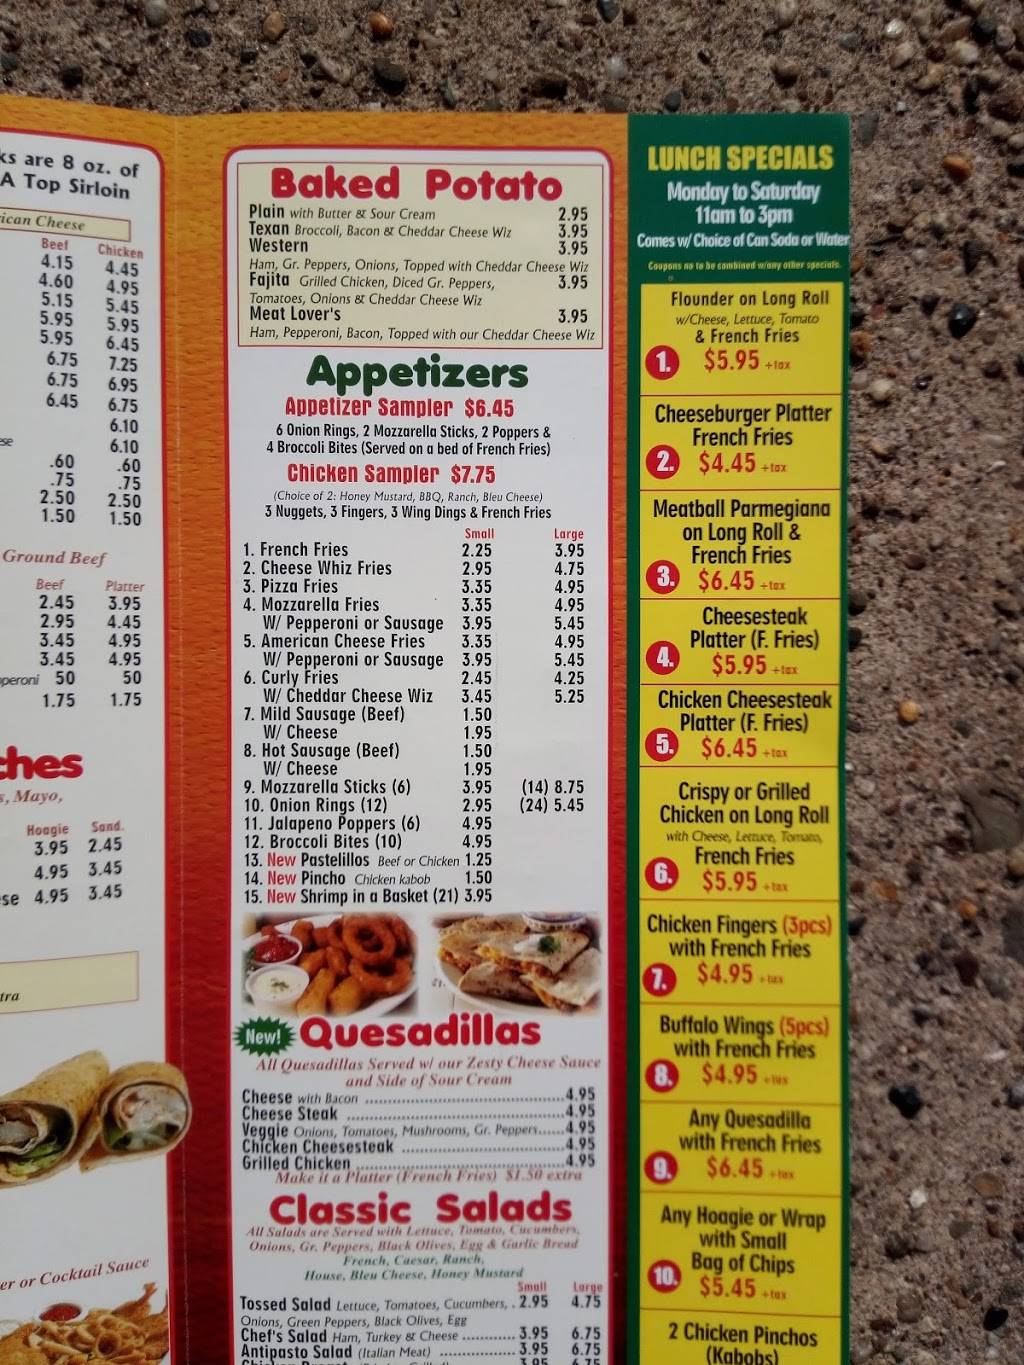 ks are 8 oz. of
A Top Sirloin
ican Cheese
Beef Chicken
4.15 4.45
4.60 4.95
5.15 5.45
5.95 5.95
5.95 6.45
6.75 7.25
6.75 6.95
6.45 6.75
6.10
ese 6.10
.60 .60
.75 .75
2.50 2.50
1.50 1.50
Ground Beef
Beef Platter
2.45 3.95
2.95 4.45
3.45 4.95
3.45 4.95
pperoni 50 50
1.75 1.75
ches
s, Mayo,
Hoagie Sand.
3.95 2.45
4.95 3.45
se 4.95 3.45
tra
er or Cocktail Sauce
Baked Potato
Plain with Butter & Sour Cream 2.95
Texan Broccoli, Bacon & Cheddar Cheese Wiz 3.95
Western 3.95
Ham, Gr. Peppers, Onions, Topped with Cheddar Cheese Wiz
Fajita Grilled Chicken, Diced Gr. Peppers, 3.95
Tomatoes, Onions & Cheddar Cheese Wiz
Meat Lover's 3.95
Ham, Pepperoni, Bacon, Topped with our Cheddar Cheese Wiz
Appetizers
Appetizer Sampler $6.45
6 Onion Rings, 2 Mozzarella Sticks, 2 Poppers &
4 Broccoli Bites (Served on a bed of French Fries)
Chicken Sampler $7.75
(Choice of 2: Honey Mustard, BBQ, Ranch, Bleu Cheese)
3 Nuggets, 3 Fingers, 3 Wing Dings & French Fries
Small Large
1. French Fries 2.25 3.95
2. Cheese Whiz Fries 2.95 4.75
3. Pizza Fries 3.35 4.95
4. Mozzarella Fries 3.35 4.95
W/ Pepperoni or Sausage 3.95 5.45
5. American Cheese Fries 3.35 4.95
W/ Pepperoni or Sausage 3.95 5.45
6. Curly Fries 2.45 4.25
W/ Cheddar Cheese Wiz 3.45 5.25
7. Mild Sausage (Beef) 1.50
W/ Cheese 1.95
8. Hot Sausage (Beef) 1.50
W/ Cheese 1.95
9. Mozzarella Sticks (6) 3.95 (14) 8.75
10. Onion Rings (12) 2.95 (24) 5.45
11. Jalapeno Poppers (6) 4.95
12. Broccoli Bites (10) 4.95
13. New Pastelillos Beef or Chicken 1.25
14. New Pincho Chicken kabob 1.50
15. New Shrimp in a Basket (21) 3.95
New! Quesadillas
All Quesadillas Served w/ our Zesty Cheese Sauce
and Side of Sour Cream
Cheese with Bacon ....4.95
Cheese Steak ....4.95
Veggie Onions, Tomatoes, Mushrooms, Gr. Peppers......4.95
Chicken Cheesesteak ....4.95
Grilled Chicken ....4.95
Make it a Platter (French Fries) $1.50 extra
Classic Salads
All Salads are Served with Lettuce, Tomato, Cucumbers,
Onions, Gr. Peppers, Black Olives, Egg & Garlic Bread
French, Caesar, Ranch,
House, Bleu Cheese, Honey Mustard
Small Large
Tossed Salad Lettuce, Tomatoes, Cucumbers, . 2.95 4.75
Onions, Green Peppers, Black Olives, Egg
Chef's Salad Ham, Turkey & Cheese ............ 3.95 6.75
Antipasto Salad (Italian Meat) ................. 3.95 6.75
3.95 6.75
LUNCH SPECIALS
Monday to Saturday
11am to 3pm
Comes w/ Choice of Can Soda or Water
Coupons no to be combined w/any other specials.
Flounder on Long Roll
w/Cheese, Lettuce, Tomato
& French Fries
1. $5.95 +tax
Cheeseburger Platter
French Fries
2. $4.45 +tax
Meatball Parmegiana
on Long Roll &
French Fries
3. $6.45 +tax
Cheesesteak
Platter (F. Fries)
4. $5.95 +tax
Chicken Cheesesteak
Platter (F. Fries)
5. $6.45 +tax
Crispy or Grilled
Chicken on Long Roll
with Cheese, Lettuce, Tomato,
French Fries
6. $5.95 +tax
Chicken Fingers (3pcs)
with French Fries
7. $4.95 +tax
Buffalo Wings (5pcs)
with French Fries
8. $4.95 +tax
Any Quesadilla
with French Fries
9. $6.45 +tax
Any Hoagie or Wrap
with Small
Bag of Chips
10. $5.45 +tax
2 Chicken Pinchos
(Kabobs)